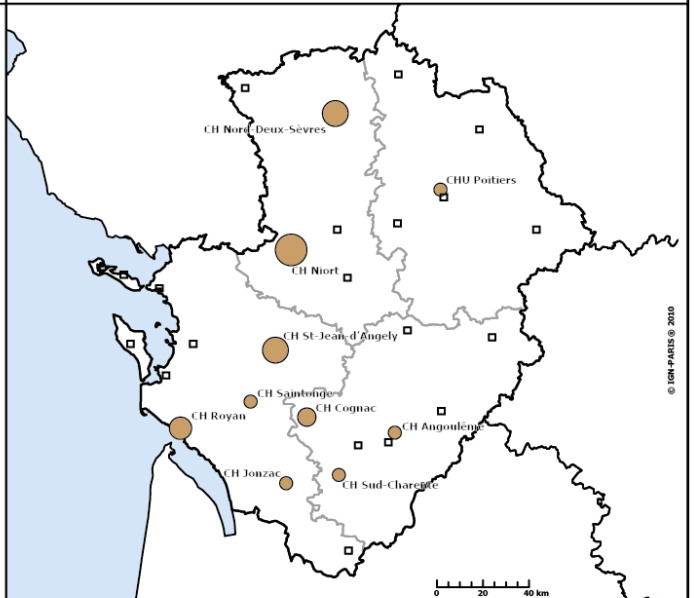 CH Nord-Deux-Sèvres
CHU Poitiers
CH Niort
CH St-Jean-d'Angely
CH Saintonge
CH Cognac
CH Royan
CH Angoulême
CH Jonzac
CH Sud-Charente
© IGN-PARIS ® 2010
0 20 40 km